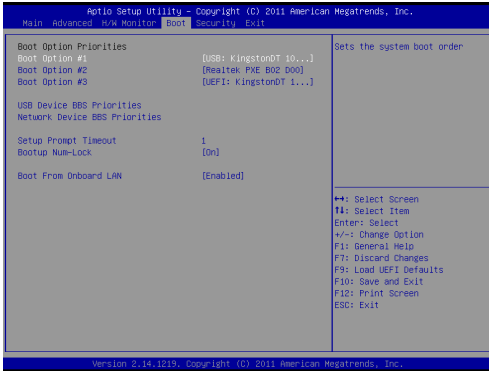 Aptio Setup Utility - Copyright (C) 2011 American Megatrends, Inc.
Main Advanced H/W Monitor Boot Security Exit
Boot Option Priorities
Boot Option #1 [USB: KingstonDT 10...]
Boot Option #2 [Realtek PXE B02 D00]
Boot Option #3 [UEFI: KingstonDT 1...]
USB Device BBS Priorities
Network Device BBS Priorities
Setup Prompt Timeout 1
Bootup Num-Lock [On]
Boot From Onboard LAN [Enabled]
Sets the system boot order
↔: Select Screen
↑↓: Select Item
Enter: Select
+/-: Change Option
F1: General Help
F7: Discard Changes
F9: Load UEFI Defaults
F10: Save and Exit
F12: Print Screen
ESC: Exit
Version 2.14.1219. Copyright (C) 2011 American Megatrends, Inc.